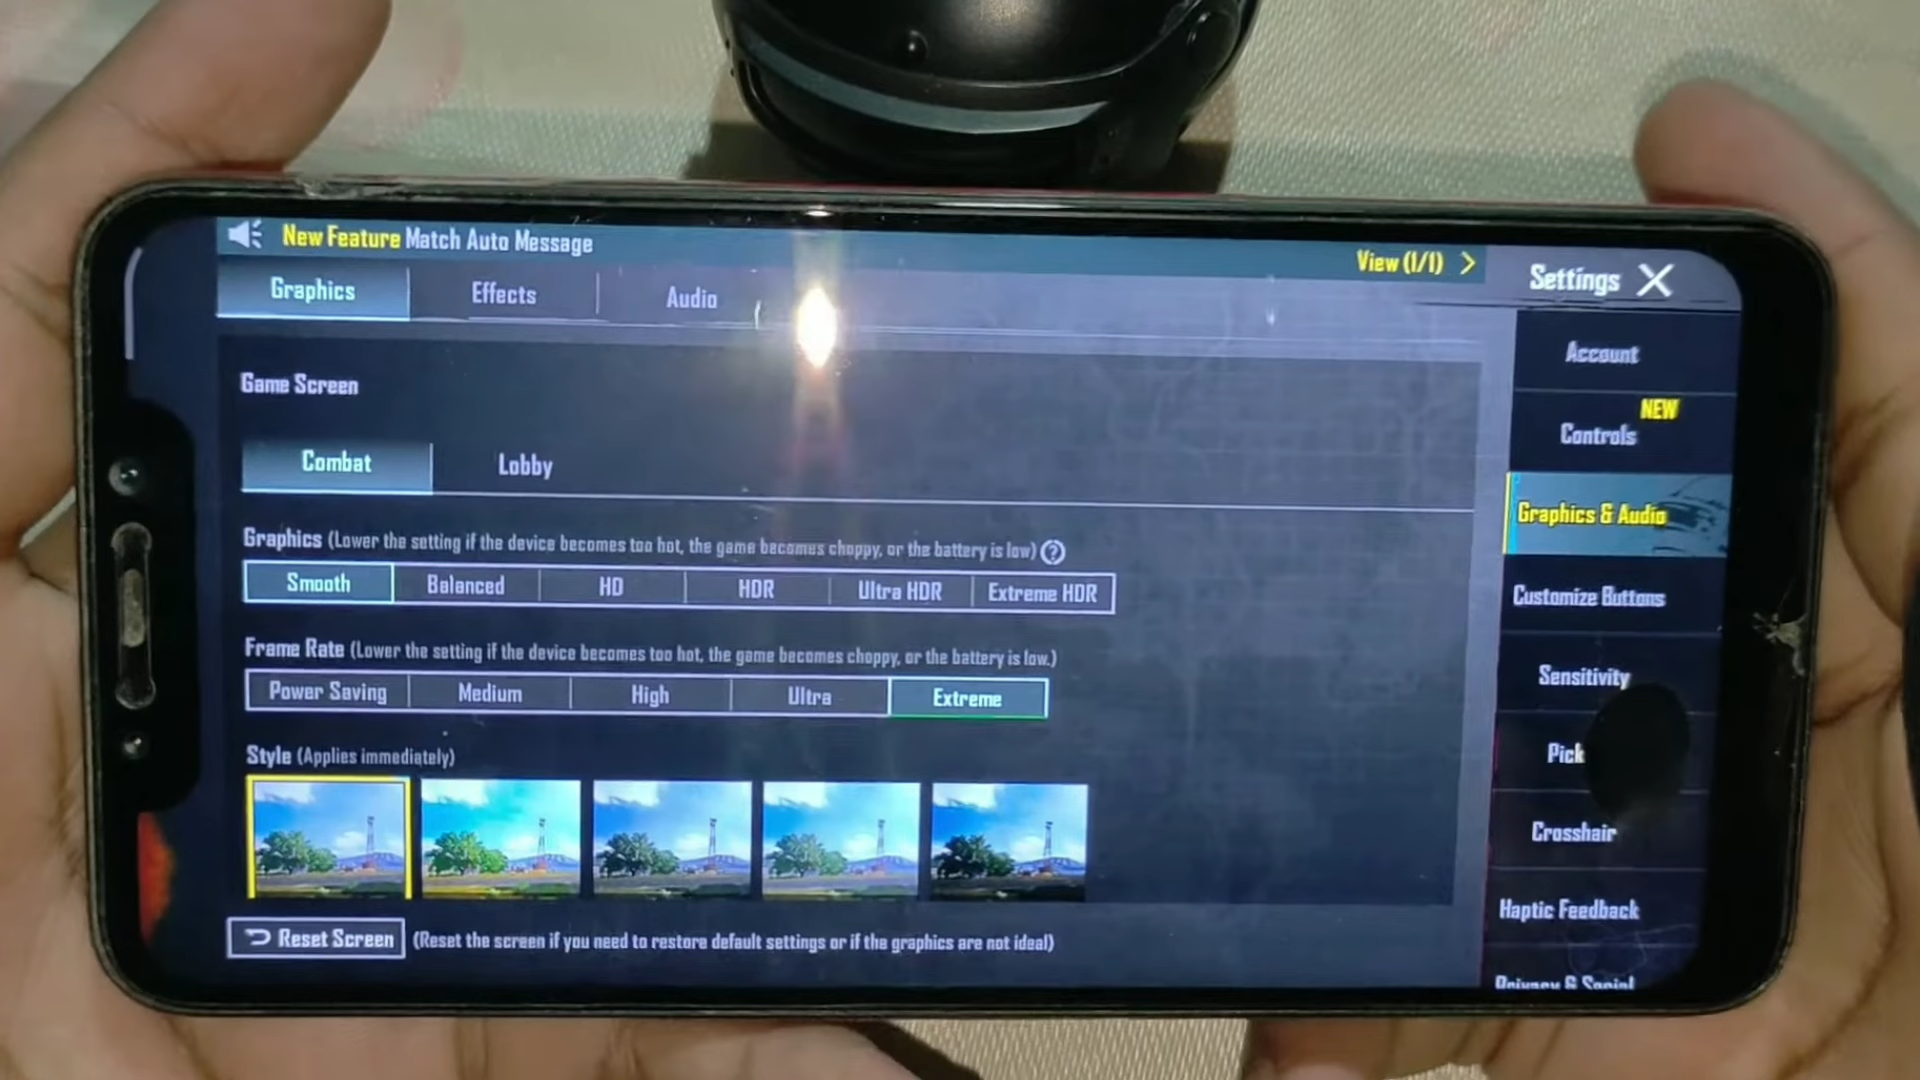 New Feature Match Auto Message
View (1/1)
Settings
Graphics
Effects
Audio
Account
Game Screen
NEW
Controls
Combat
Lobby
Graphics & Audio
Graphics (Lower the setting if the device becomes too hot, the game becomes choppy, or the battery is low)
Smooth
Balanced
HD
HDR
Ultra HDR
Extreme HDR
Customize Buttons
Frame Rate (Lower the setting if the device becomes too hot, the game becomes choppy, or the battery is low.)
Power Saving
Medium
High
Ultra
Extreme
Sensitivity
Style (Applies immediately)
Pick
Crosshair
Haptic Feedback
Reset Screen (Reset the screen if you need to restore default settings or if the graphics are not ideal)
Privacy & Social